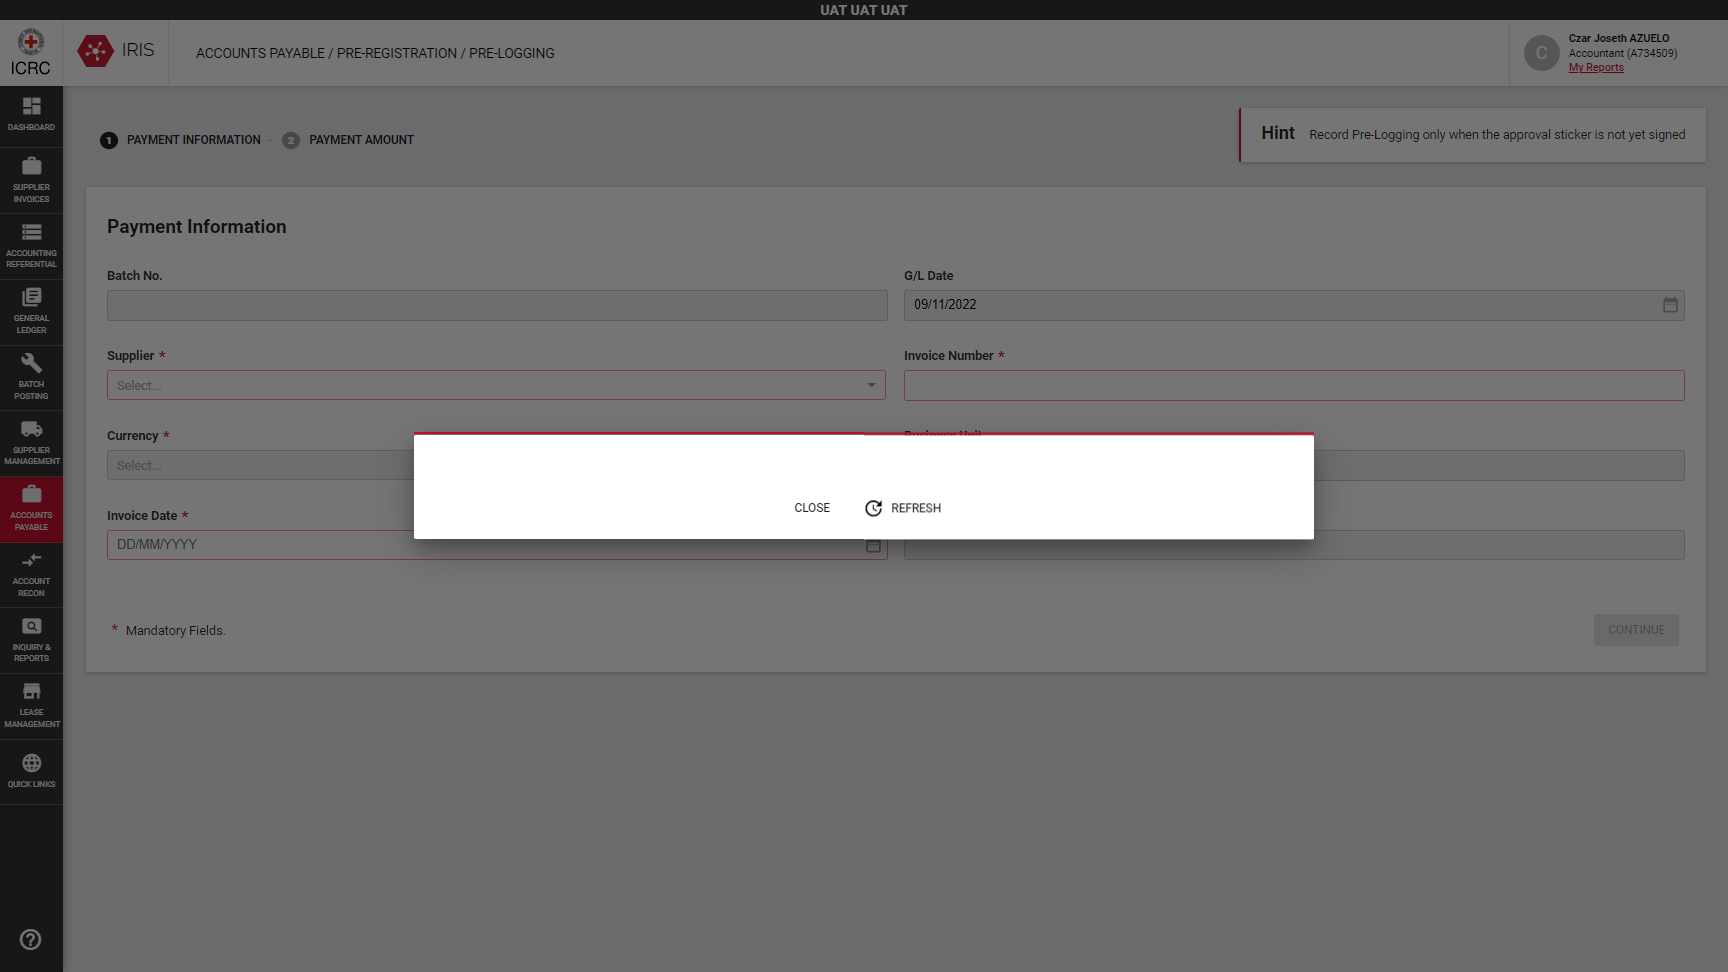 UAT UAT UAT
ICRC
IRIS
ACCOUNTS PAYABLE / PRE-REGISTRATION / PRE-LOGGING
C
Czar Joseth AZUELO
Accountant (A734509)
My Reports
DASHBOARD
SUPPLIER
INVOICES
ACCOUNTING
REFERENTIAL
GENERAL
LEDGER
BATCH
POSTING
SUPPLIER
MANAGEMENT
ACCOUNTS
PAYABLE
ACCOUNT
RECON
INQUIRY &
REPORTS
LEASE
MANAGEMENT
QUICK LINKS
1 PAYMENT INFORMATION - 2 PAYMENT AMOUNT
Hint Record Pre-Logging only when the approval sticker is not yet signed
Payment Information
Batch No.
G/L Date
09/11/2022
Supplier *
Select...
Invoice Number *
Currency *
Select...
Business Unit
Invoice Date *
DD/MM/YYYY
CLOSE
REFRESH
* Mandatory Fields.
CONTINUE